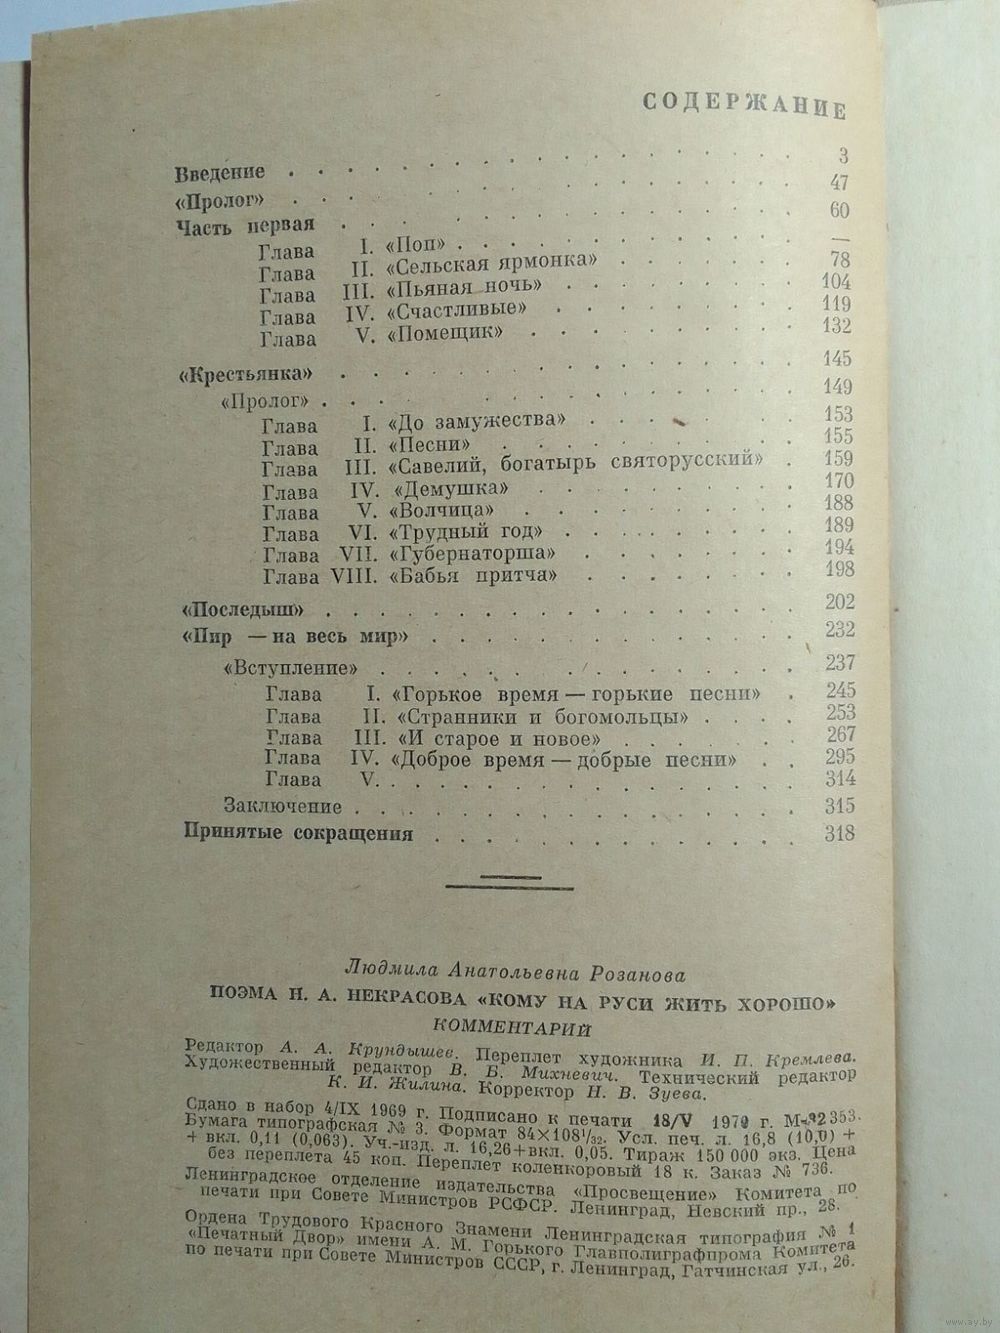 СОДЕРЖАНИЕ
Введение . . . . . . . . . . . . . . . . . . 3
«Пролог» . . . . . . . . . . . . . . . . . . 47
Часть первая . . . . . . . . . . . . . . . . 60
Глава I. «Поп» . . . . . . . . . . . . . —
Глава II. «Сельская ярмонка» . . . . . . 78
Глава III. «Пьяная ночь» . . . . . . . . 104
Глава IV. «Счастливые» . . . . . . . . 119
Глава V. «Помещик» . . . . . . . . . 132
«Крестьянка» . . . . . . . . . . . . . . . . 145
«Пролог» . . . . . . . . . . . . . . . . 149
Глава I. «До замужества» . . . . . . . 153
Глава II. «Песни» . . . . . . . . . . 155
Глава III. «Савелий, богатырь святорусский» . 159
Глава IV. «Демушка» . . . . . . . . . 170
Глава V. «Волчица» . . . . . . . . . 188
Глава VI. «Трудный год» . . . . . . . . 189
Глава VII. «Губернаторша» . . . . . . . 194
Глава VIII. «Бабья притча» . . . . . . . 198
«Последыш» . . . . . . . . . . . . . . . . 202
«Пир — на весь мир» . . . . . . . . . . . . 232
«Вступление» . . . . . . . . . . . . . . 237
Глава I. «Горькое время — горькие песни» . 245
Глава II. «Странники и богомольцы» . . . . 253
Глава III. «И старое и новое» . . . . . . 267
Глава IV. «Доброе время — добрые песни» . . 295
Глава V. . . . . . . . . . . . . . . . 314
Заключение . . . . . . . . . . . . . . . 315
Принятые сокращения . . . . . . . . . . . . 318
Людмила Анатольевна Розанова
ПОЭМА Н. А. НЕКРАСОВА «КОМУ НА РУСИ ЖИТЬ ХОРОШО»
КОММЕНТАРИЙ
Редактор А. А. Крундышев. Переплет художника И. П. Кремлева.
Художественный редактор В. Б. Михневич. Технический редактор
К. И. Жилина. Корректор Н. В. Зуева.
Сдано в набор 4/IX 1969 г. Подписано к печати 18/V 1970 г.
Бумага типографская № 3. Формат 84×108¹/₃₂. Усл. печ. л. 16,8 (10,0) +
+ вкл. 0,11 (0,063). Уч.-изд. л. 16,26+вкл. 0,05. Тираж 150 000 экз. Цена
без переплета 45 коп. Переплет коленкоровый 18 к. Заказ № 736.
Ленинградское отделение издательства «Просвещение» Комитета по
печати при Совете Министров РСФСР. Ленинград, Невский пр., 28.
Ордена Трудового Красного Знамени Ленинградская типография № 1
«Печатный Двор» имени А. М. Горького Главполиграфпрома Комитета
по печати при Совете Министров СССР, г. Ленинград, Гатчинская ул., 26.
www.ay.by